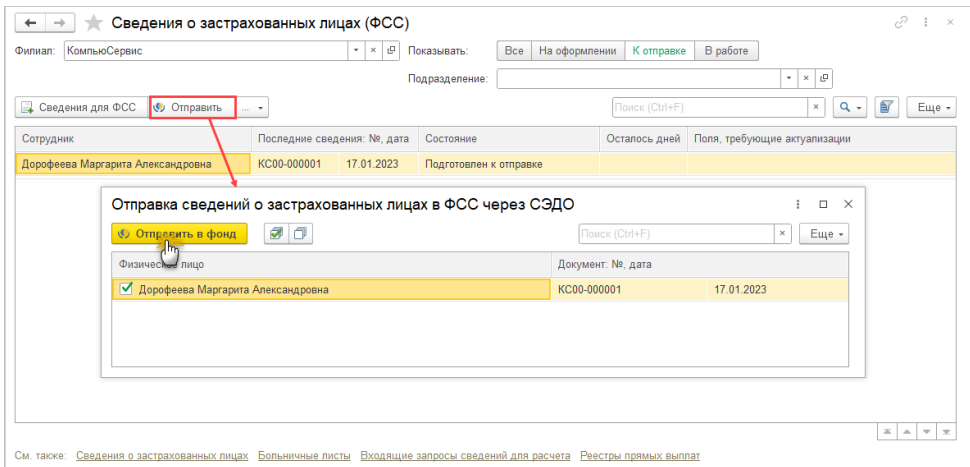 Сведения о застрахованных лицах (ФСС)
Филиал: КомпьюСервис Показывать: Все На оформлении К отправке В работе
Подразделение:
Сведения для ФСС Отправить ... Поиск (Ctrl+F) Еще
Сотрудник Последние сведения: №, дата Состояние Осталось дней Поля, требующие актуализации
Дорофеева Маргарита Александровна КС00-000001 17.01.2023 Подготовлен к отправке
Отправка сведений о застрахованных лицах в ФСС через СЭДО
Отправить в фонд Поиск (Ctrl+F) Еще
Физическое лицо Документ: №, дата
Дорофеева Маргарита Александровна КС00-000001 17.01.2023
См. также: Сведения о застрахованных лицах Больничные листы Входящие запросы сведений для расчета Реестры прямых выплат